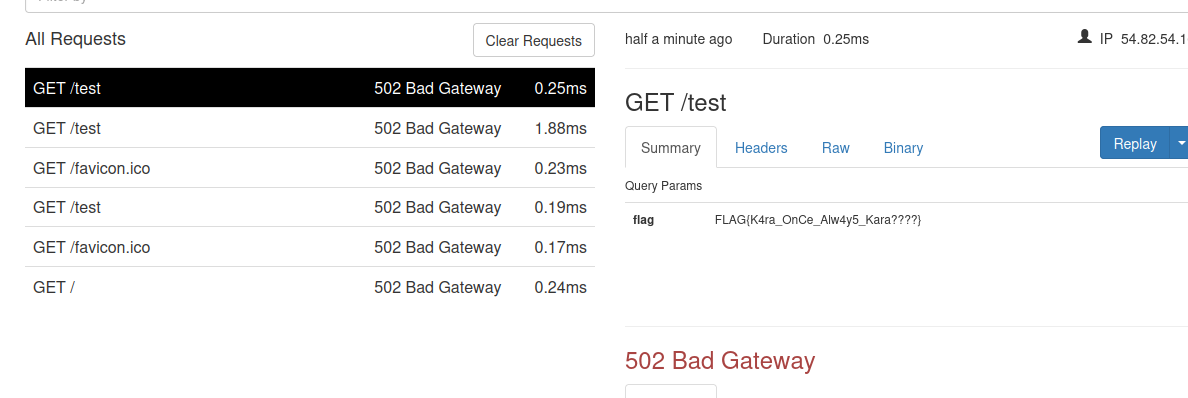 All Requests
Clear Requests
GET /test 502 Bad Gateway 0.25ms
GET /test 502 Bad Gateway 1.88ms
GET /favicon.ico 502 Bad Gateway 0.23ms
GET /test 502 Bad Gateway 0.19ms
GET /favicon.ico 502 Bad Gateway 0.17ms
GET / 502 Bad Gateway 0.24ms
half a minute ago Duration 0.25ms IP 54.82.54.1
GET /test
Summary Headers Raw Binary Replay
Query Params
flag FLAG{K4ra_OnCe_Alw4y5_Kara????}
502 Bad Gateway